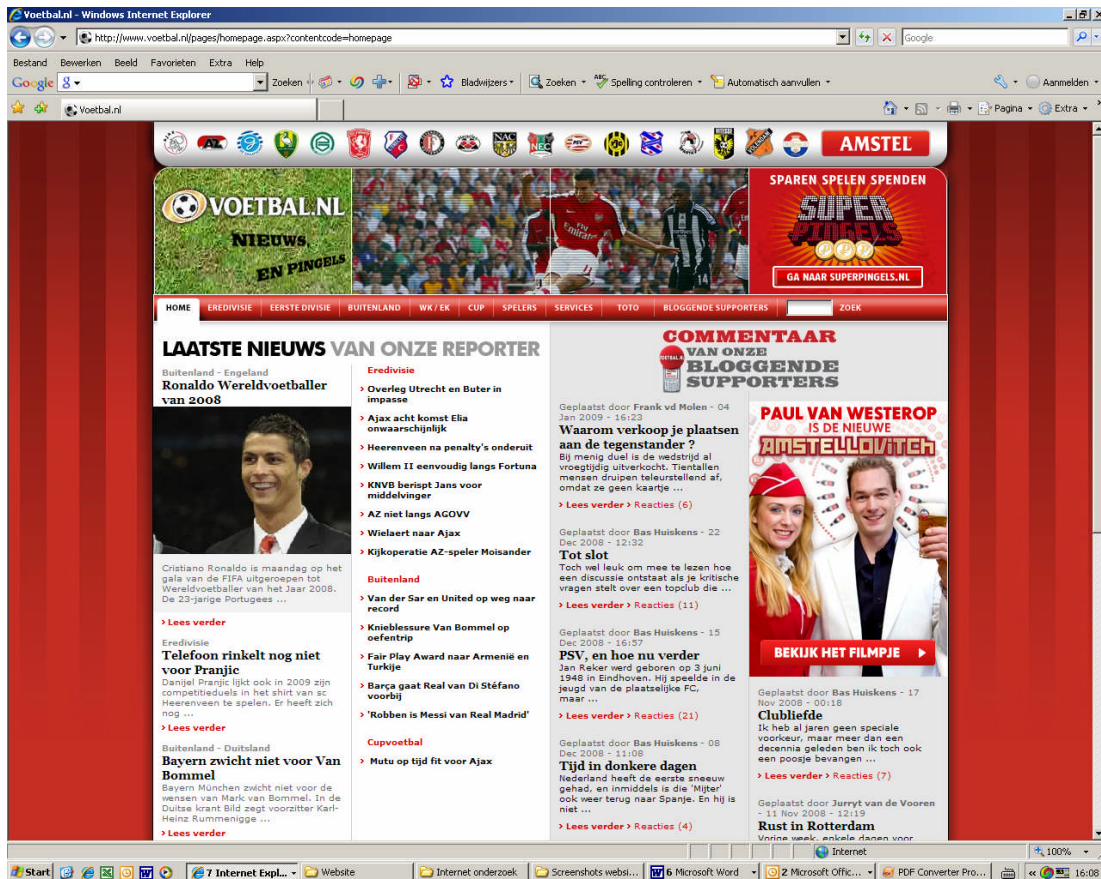 Voetbal.nl - Windows Internet Explorer
http://www.voetbal.nl/pages/homepage.aspx?contentcode=homepage
Google
Bestand Bewerken Beeld Favorieten Extra Help
Google Zoeken Bladwijzers Zoeken Spelling controleren Automatisch aanvullen Aanmelden
Voetbal.nl Pagina Extra
AZ NAC NEC PSV AMSTEL
VOETBAL.NL
NIEUWS
EN PINGELS
Fly
Emirates
11
14
SPAREN SPELEN SPENDEN
SUPER
PINGELS
GA NAAR SUPERPINGELS.NL
HOME EREDIVISIE EERSTE DIVISIE BUITENLAND WK / EK CUP SPELERS SERVICES TOTO BLOGGENDE SUPPORTERS ZOEK
LAATSTE NIEUWS VAN ONZE REPORTER
Buitenland - Engeland
Ronaldo Wereldvoetballer
van 2008
Cristiano Ronaldo is maandag op het
gala van de FIFA uitgeroepen tot
Wereldvoetballer van het Jaar 2008.
De 23-jarige Portugees ...
> Lees verder
Eredivisie
Telefoon rinkelt nog niet
voor Pranjic
Danijel Pranjic lijkt ook in 2009 zijn
competitieduels in het shirt van sc
Heerenveen te spelen. Er heeft zich
nog ...
> Lees verder
Buitenland - Duitsland
Bayern zwicht niet voor Van
Bommel
Bayern München zwicht niet voor de
wensen van Mark van Bommel. In de
Duitse krant Bild zegt voorzitter Karl-
Heinz Rummenigge ...
> Lees verder
Eredivisie
> Overleg Utrecht en Buter in
impasse
> Ajax acht komst Elia
onwaarschijnlijk
> Heerenveen na penalty's onderuit
> Willem II eenvoudig langs Fortuna
> KNVB berispt Jans voor
middelvinger
> AZ niet langs AGOVV
> Wielaert naar Ajax
> Kijkoperatie AZ-speler Moisander
Buitenland
> Van der Sar en United op weg naar
record
> Knieblessure Van Bommel op
oefentrip
> Fair Play Award naar Armenië en
Turkije
> Barça gaat Real van Di Stéfano
voorbij
> 'Robben is Messi van Real Madrid'
Cupvoetbal
> Mutu op tijd fit voor Ajax
COMMENTAAR
VAN ONZE
BLOGGENDE
SUPPORTERS
VOETBAL.NL
Geplaatst door Frank vd Molen - 04
Jan 2009 - 16:23
Waarom verkoop je plaatsen
aan de tegenstander ?
Bij menig duel is de wedstrijd al
vroegtijdig uitverkocht. Tientallen
mensen druipen teleurstellend af,
omdat ze geen kaartje ...
> Lees verder > Reacties (6)
Geplaatst door Bas Huiskens - 22
Dec 2008 - 12:32
Tot slot
Toch wel leuk om mee te lezen hoe
een discussie ontstaat als je kritische
vragen stelt over een topclub die ...
> Lees verder > Reacties (11)
Geplaatst door Bas Huiskens - 15
Dec 2008 - 16:57
PSV, en hoe nu verder
Jan Reker werd geboren op 3 juni
1948 in Eindhoven. Hij speelde in de
jeugd van de plaatselijke FC,
maar ...
> Lees verder > Reacties (21)
Geplaatst door Bas Huiskens - 08
Dec 2008 - 11:08
Tijd in donkere dagen
Nederland heeft de eerste sneeuw
gehad, en inmiddels is die 'Mijter'
ook weer terug naar Spanje. En hij is
niet ...
> Lees verder > Reacties (4)
PAUL VAN WESTEROP
IS DE NIEUWE
AMSTELLOVITCH
BEKIJK HET FILMPJE
Geplaatst door Bas Huiskens - 17
Nov 2008 - 00:18
Clubliefde
Ik heb al jaren geen speciale
voorkeur, maar meer dan een
decennia geleden ben ik toch ook
een poosje bevangen ...
> Lees verder > Reacties (7)
Geplaatst door Jurryt van de Vooren
- 11 Nov 2008 - 12:19
Rust in Rotterdam
Vorige week, enkele dagen voor
Internet 100%
Start 7 Internet Expl... Website Internet onderzoek Screenshots websi... 6 Microsoft Word 2 Microsoft Offic... PDF Converter Pro... 16:08